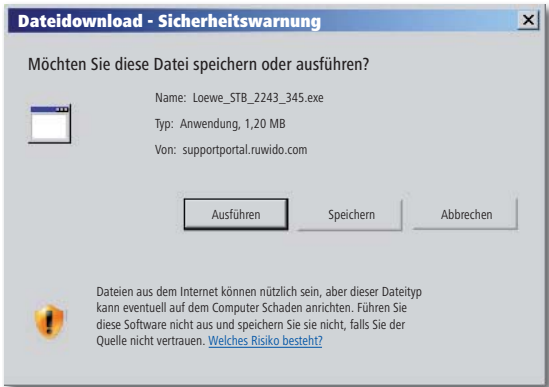 Dateidownload - Sicherheitswarnung
Möchten Sie diese Datei speichern oder ausführen?
Name: Loewe_STB_2243_345.exe
Typ: Anwendung, 1,20 MB
Von: supportportal.ruwido.com
Ausführen Speichern Abbrechen
Dateien aus dem Internet können nützlich sein, aber dieser Dateityp
kann eventuell auf dem Computer Schaden anrichten. Führen Sie
diese Software nicht aus und speichern Sie sie nicht, falls Sie der
Quelle nicht vertrauen. Welches Risiko besteht?